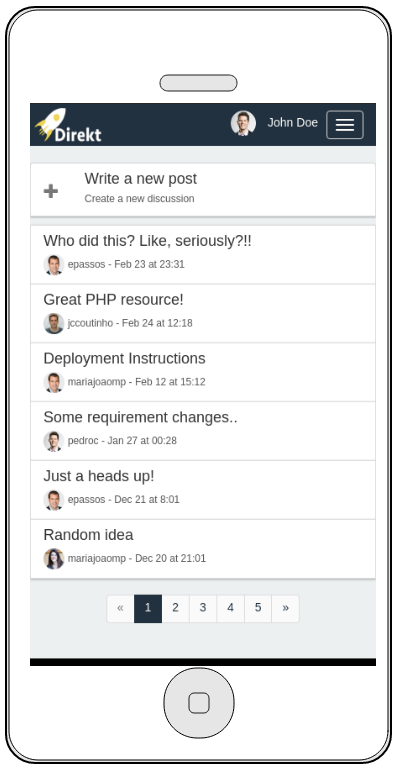 Direkt
John Doe
Write a new post
Create a new discussion
Who did this? Like, seriously?!!
epassos - Feb 23 at 23:31
Great PHP resource!
jccoutinho - Feb 24 at 12:18
Deployment Instructions
mariajoaomp - Feb 12 at 15:12
Some requirement changes..
pedroc - Jan 27 at 00:28
Just a heads up!
epassos - Dec 21 at 8:01
Random idea
mariajoaomp - Dec 20 at 21:01
« 1 2 3 4 5 »